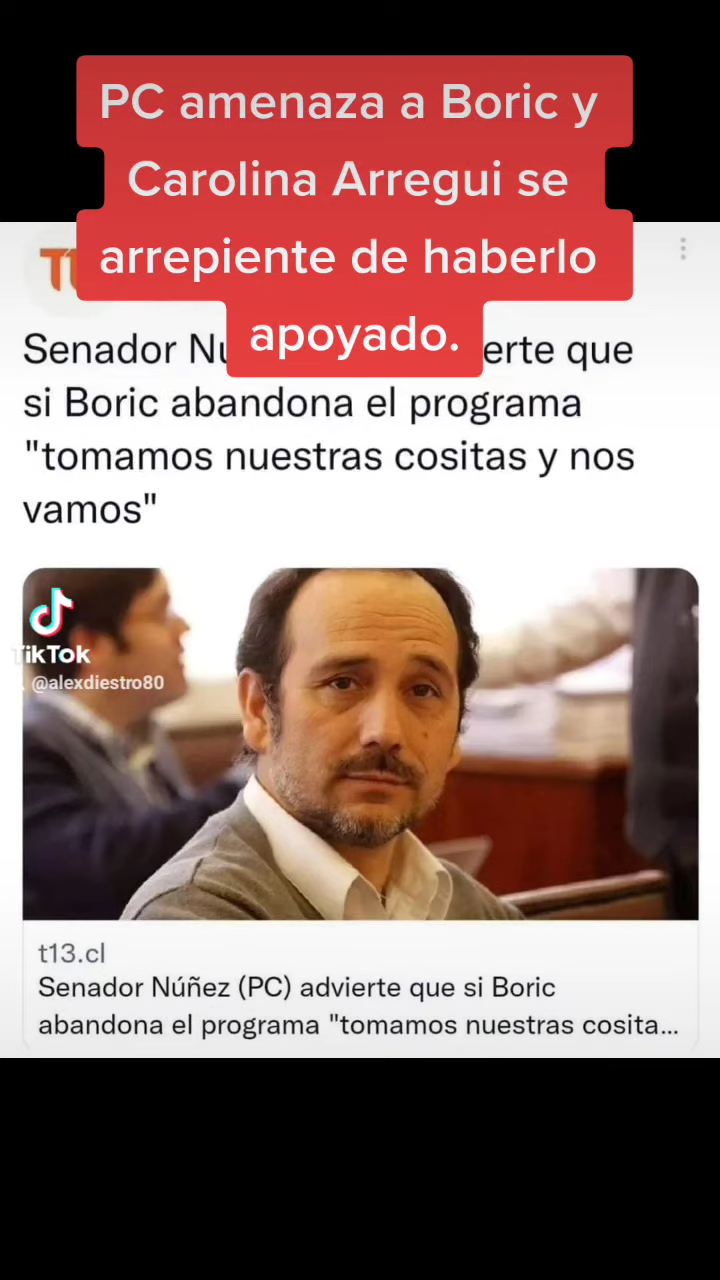 PC amenaza a Boric y
Carolina Arregui se
arrepiente de haberlo
apoyado.
Senador
erte que
si Boric abandona el programa
"tomamos nuestras cositas y nos
vamos"
TikTok
@alexdiestro80
t13.cl
Senador Núñez (PC) advierte que si Boric
abandona el programa "tomamos nuestras cosita...